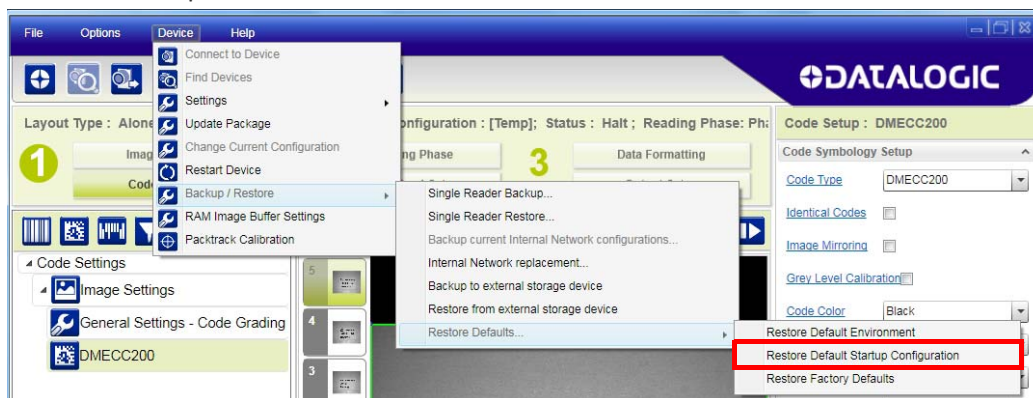 File Options Device Help
DATALOGIC
Connect to Device
Find Devices
Settings
Update Package
Change Current Configuration
Restart Device
Backup / Restore
RAM Image Buffer Settings
Packtrack Calibration
Layout Type : Alone
onfiguration : [Temp]; Status : Halt ; Reading Phase: Pha
Code Setup : DMECC200
1
Imag
ng Phase
3
Data Formatting
Cod
Code Symbology Setup
Code Type DMECC200
Identical Codes
Image Mirroring
Grey Level Calibration
Code Color Black
Single Reader Backup...
Single Reader Restore...
Backup current Internal Network configurations...
Internal Network replacement...
Backup to external storage device
Restore from external storage device
Restore Defaults...
Restore Default Environment
Restore Default Startup Configuration
Restore Factory Defaults
Code Settings
Image Settings
General Settings - Code Grading
DMECC200
5
4
3